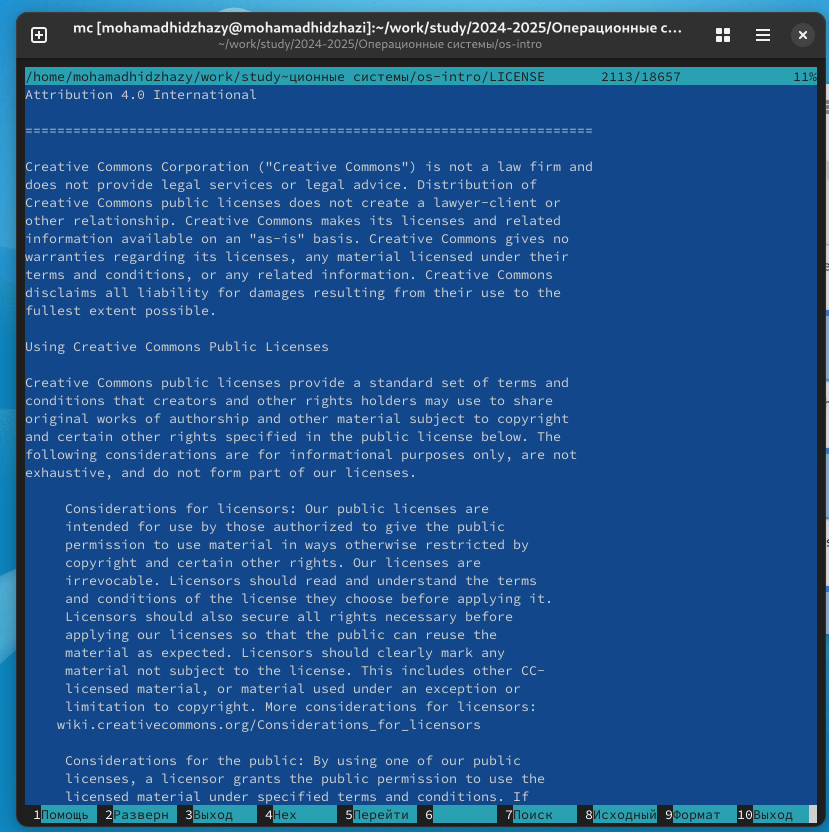 mc [mohamadhidzhazy@mohamadhidzhazi]:~/work/study/2024-2025/Операционные с…
~/work/study/2024-2025/Операционные системы/os-intro
/home/mohamadhidzhazy/work/study~ционные системы/os-intro/LICENSE 2113/18657 11%
Attribution 4.0 International
=======================================================================
Creative Commons Corporation ("Creative Commons") is not a law firm and
does not provide legal services or legal advice. Distribution of
Creative Commons public licenses does not create a lawyer-client or
other relationship. Creative Commons makes its licenses and related
information available on an "as-is" basis. Creative Commons gives no
warranties regarding its licenses, any material licensed under their
terms and conditions, or any related information. Creative Commons
disclaims all liability for damages resulting from their use to the
fullest extent possible.
Using Creative Commons Public Licenses
Creative Commons public licenses provide a standard set of terms and
conditions that creators and other rights holders may use to share
original works of authorship and other material subject to copyright
and certain other rights specified in the public license below. The
following considerations are for informational purposes only, are not
exhaustive, and do not form part of our licenses.
Considerations for licensors: Our public licenses are
intended for use by those authorized to give the public
permission to use material in ways otherwise restricted by
copyright and certain other rights. Our licenses are
irrevocable. Licensors should read and understand the terms
and conditions of the license they choose before applying it.
Licensors should also secure all rights necessary before
applying our licenses so that the public can reuse the
material as expected. Licensors should clearly mark any
material not subject to the license. This includes other CC-
licensed material, or material used under an exception or
limitation to copyright. More considerations for licensors:
wiki.creativecommons.org/Considerations_for_licensors
Considerations for the public: By using one of our public
licenses, a licensor grants the public permission to use the
licensed material under specified terms and conditions. If
1Помощь 2Разверн 3Выход 4Hex 5Перейти 6 7Поиск 8Исходный 9Формат 10Выход